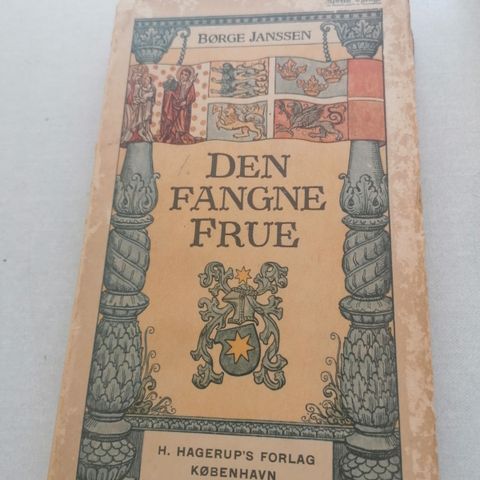 BØRGE JANSSEN
DEN
FANGNE
FRUE
H. HAGERUP'S FORLAG
KØBENHAVN